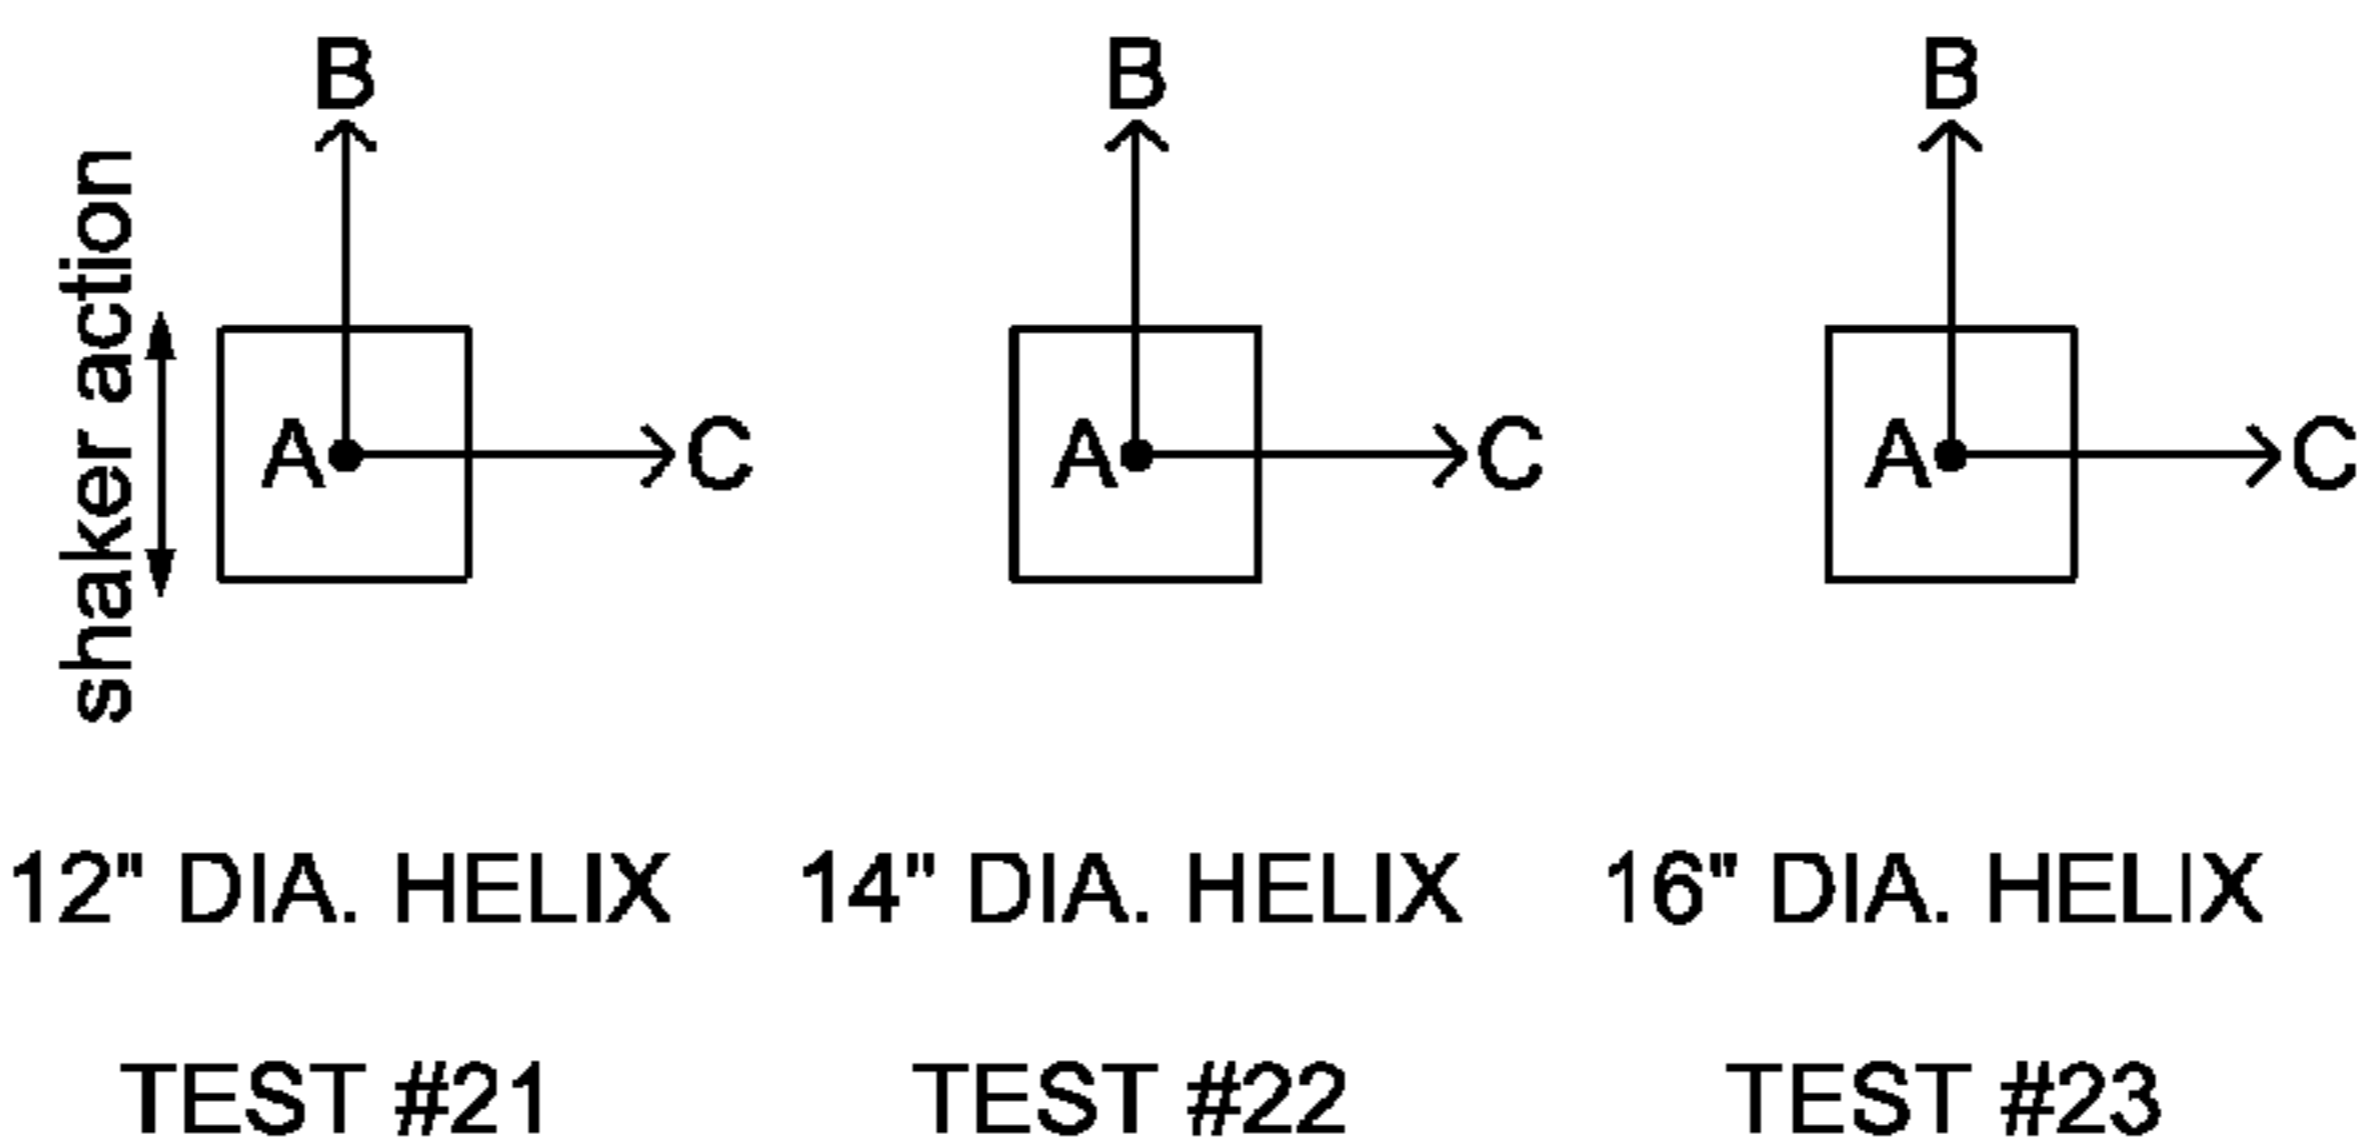 B B B
shaker action
A C A C A C
12" DIA. HELIX 14" DIA. HELIX 16" DIA. HELIX
TEST #21 TEST #22 TEST #23